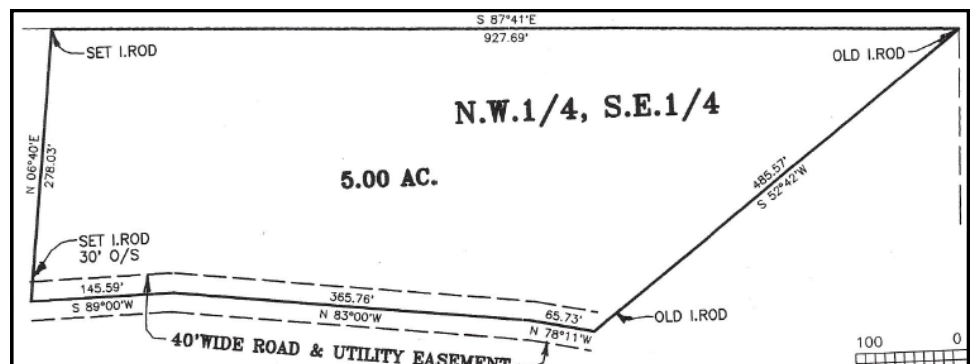 S 87°41'E
927.69'
SET I.ROD
OLD I.ROD
N.W.1/4, S.E.1/4
N 06°40'E
278.03'
5.00 AC.
485.57'
S 52°42'W
SET I.ROD
30' O/S
145.59'
S 89°00'W
365.76'
N 83°00'W
65.73'
N 78°11'W
OLD I.ROD
40'WIDE ROAD & UTILITY EASEMENT
100 0